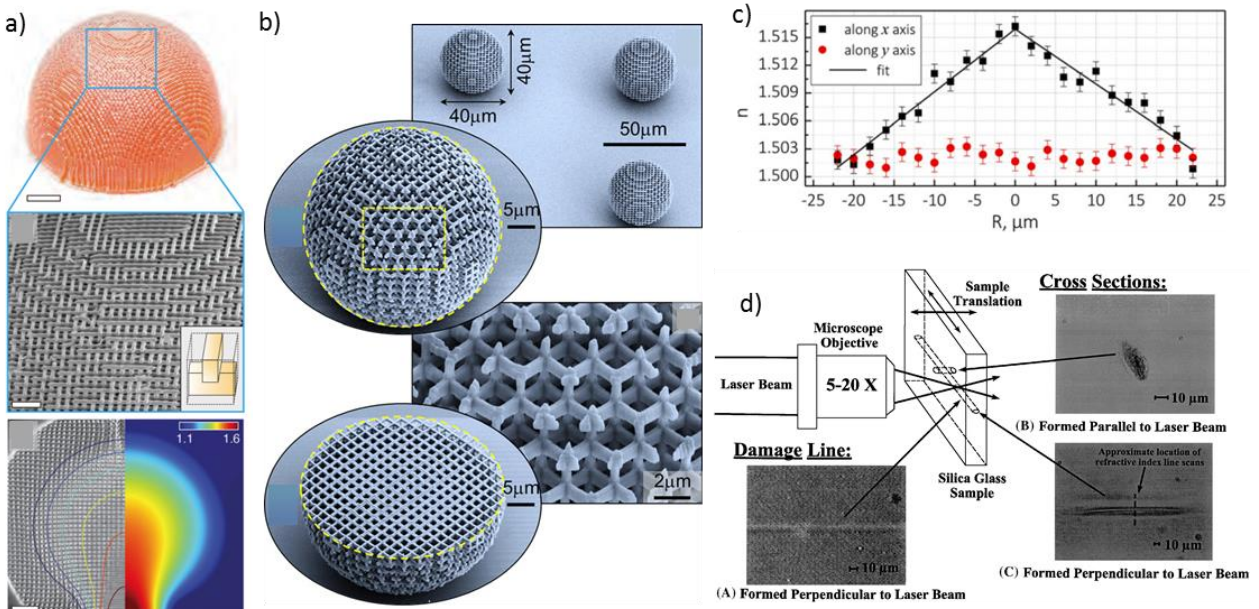 a)
1.1
1.6
b)
40μm
40μm
50μm
5μm
5μm
2μm
c)
1.515
1.512
1.509
1.506
1.503
1.500
n
along x axis
along y axis
fit
-25
-20
-15
-10
-5
0
5
10
15
20
25
R, μm
d)
Sample
Translation
Microscope
Objective
Laser Beam
5-20 X
Silica Glass
Sample
Cross Sections:
10 μm
(B) Formed Parallel to Laser Beam
Approximate location of
refractive index line scans
10 μm
(C) Formed Perpendicular to Laser Beam
Damage Line:
10 μm
(A) Formed Perpendicular to Laser Beam